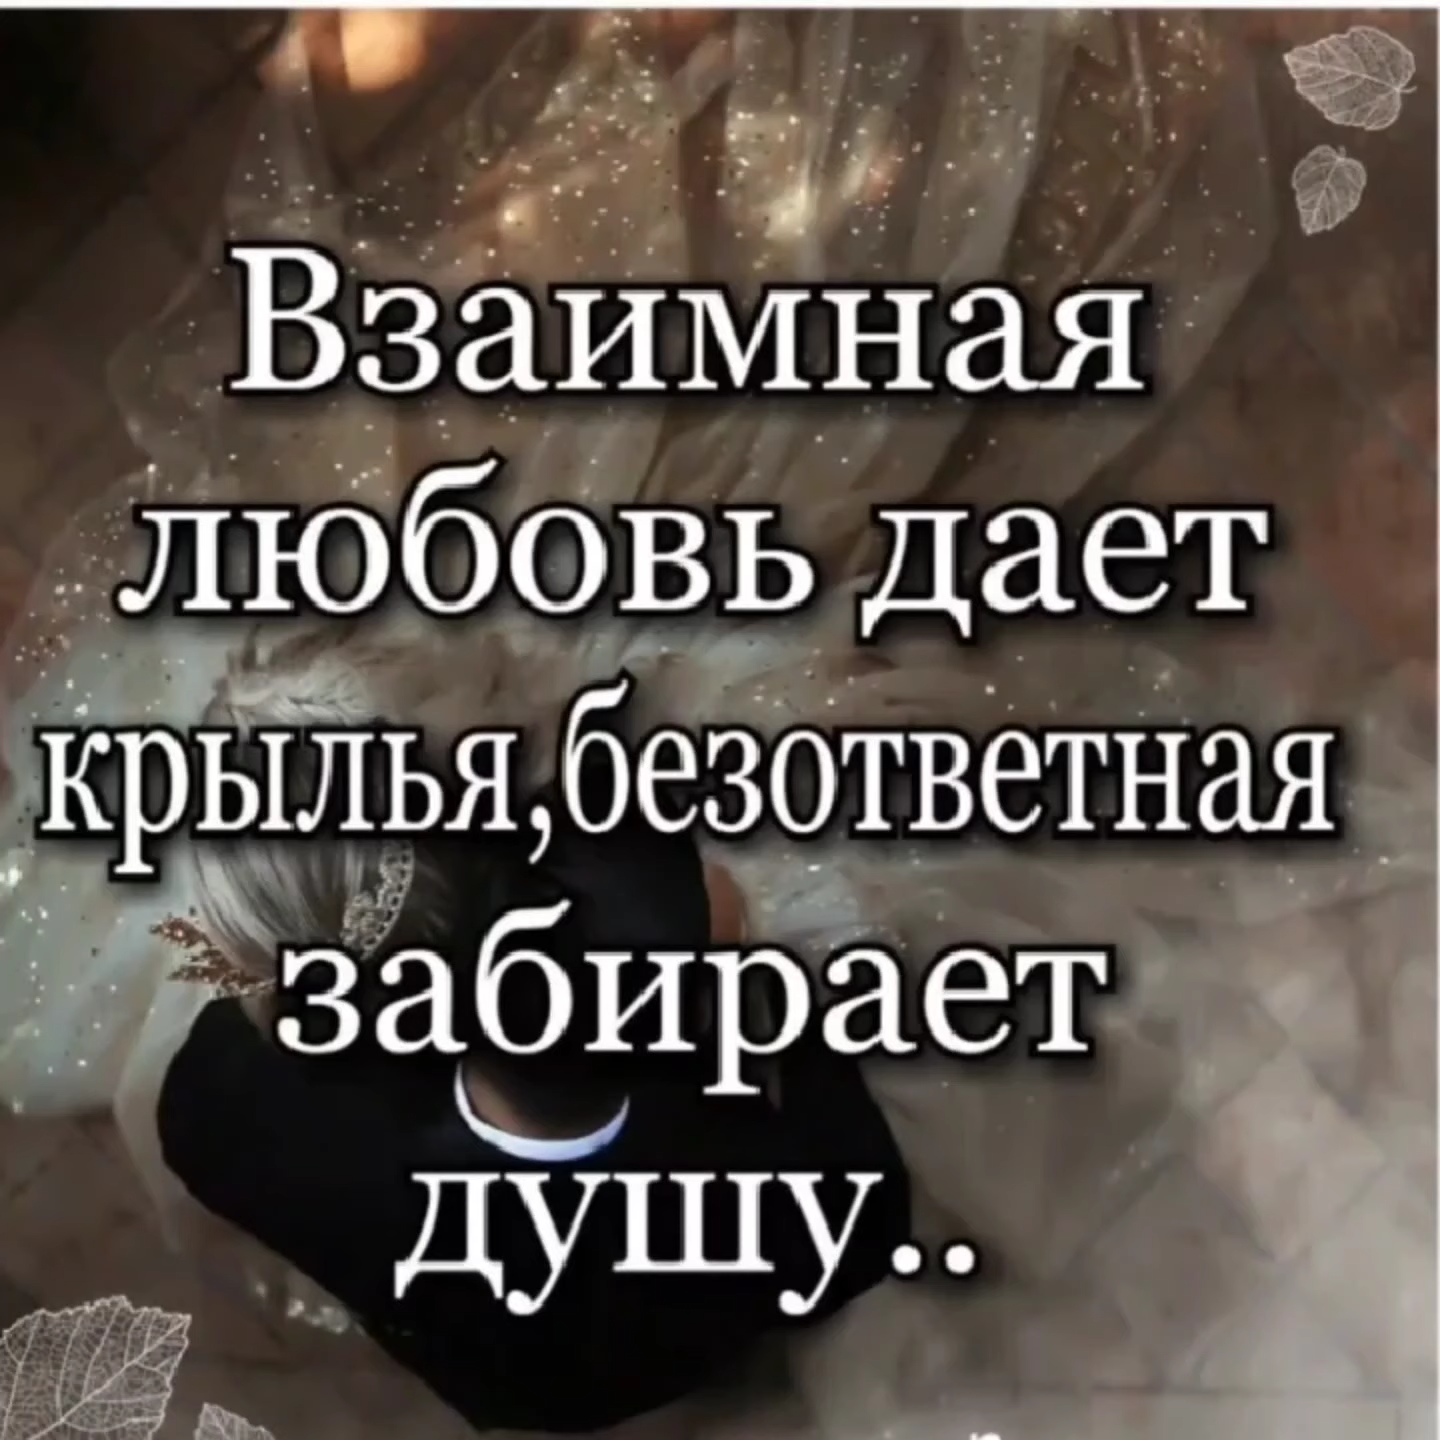 Взаимная
любовь дает
крылья,безответная
забирает
душу..